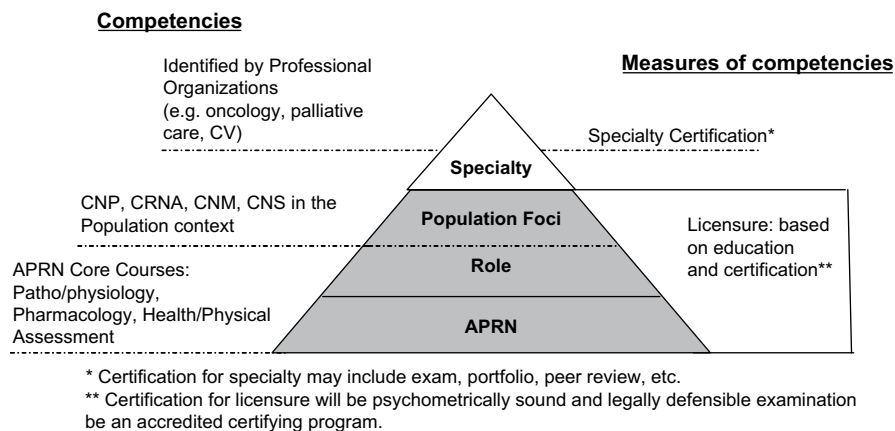 Competencies
Identified by Professional
Organizations
(e.g. oncology, palliative
care, CV)
Measures of competencies
Specialty Certification*
Specialty
CNP, CRNA, CNM, CNS in the
Population context
Population Foci
Licensure: based
on education
and certification**
Role
APRN Core Courses:
Patho/physiology,
Pharmacology, Health/Physical
Assessment
APRN
* Certification for specialty may include exam, portfolio, peer review, etc.
** Certification for licensure will be psychometrically sound and legally defensible examination
be an accredited certifying program.